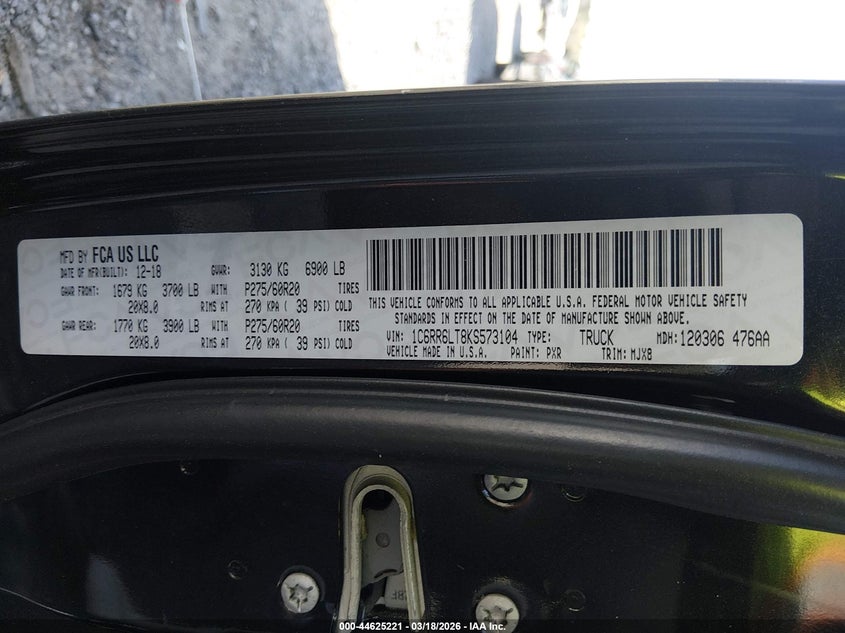 MFD BY FCA US LLC
DATE OF MFR(BUILT): 12-18 GVWR: 3130 KG 6900 LB
GAWR FRONT: 1679 KG 3700 LB WITH P275/60R20 TIRES
20X8.0 RIMS AT 270 KPA ( 39 PSI) COLD
GAWR REAR: 1770 KG 3900 LB WITH P275/60R20 TIRES
20X8.0 RIMS AT 270 KPA ( 39 PSI) COLD
THIS VEHICLE CONFORMS TO ALL APPLICABLE U.S.A. FEDERAL MOTOR VEHICLE SAFETY
STANDARDS IN EFFECT ON THE DATE OF MANUFACTURE SHOWN ABOVE.
VIN: 1C6RR6LT8KS573104 TYPE: TRUCK MDH: 120306 476AA
VEHICLE MADE IN U.S.A. PAINT: PXR TRIM: MJX8
000-44625221 - 03/18/2026 - IAA Inc.